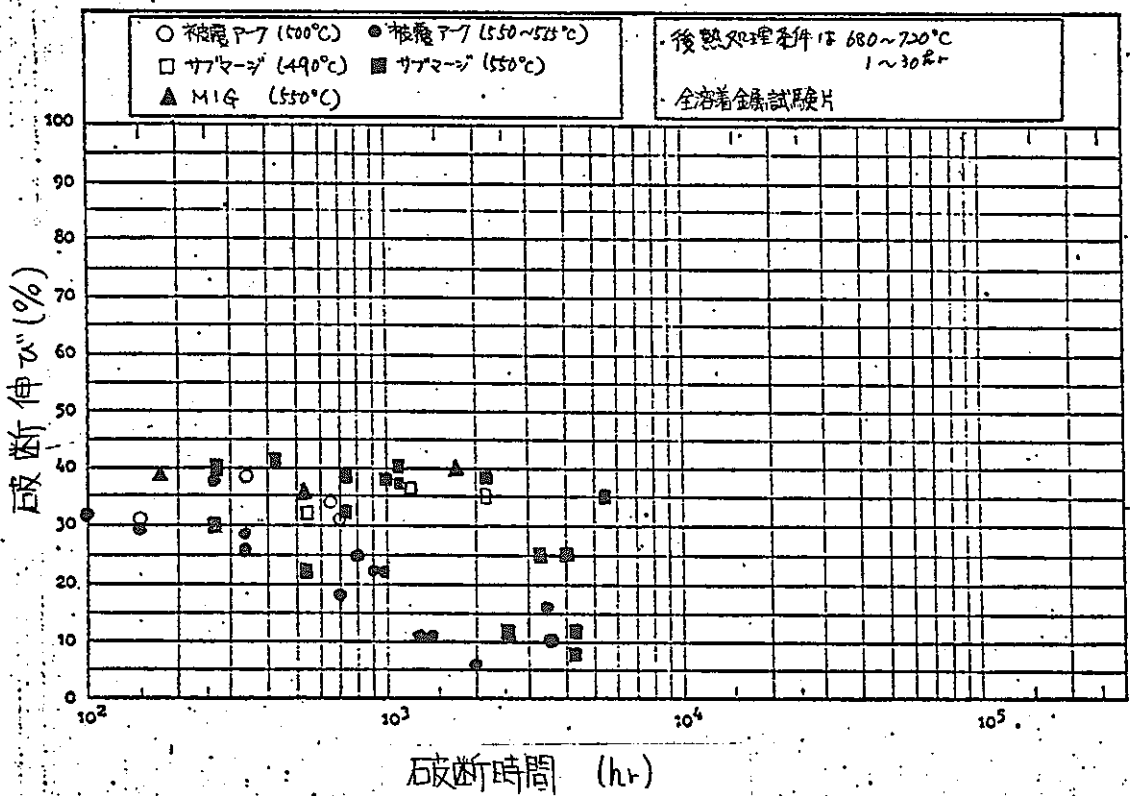 ○ 被覆アーク (500°C) ● 被覆アーク (550~575°C)
□ サブマージ (490°C) ■ サブマージ (550°C)
▲ MIG (550°C)
・後熱処理条件は 680~720°C
1~30hr
・全溶着金属試験片
100
90
80
70
60
50
40
30
20
10
0
破断伸び (%)
10² 10³ 10⁴ 10⁵
破断時間 (hr)